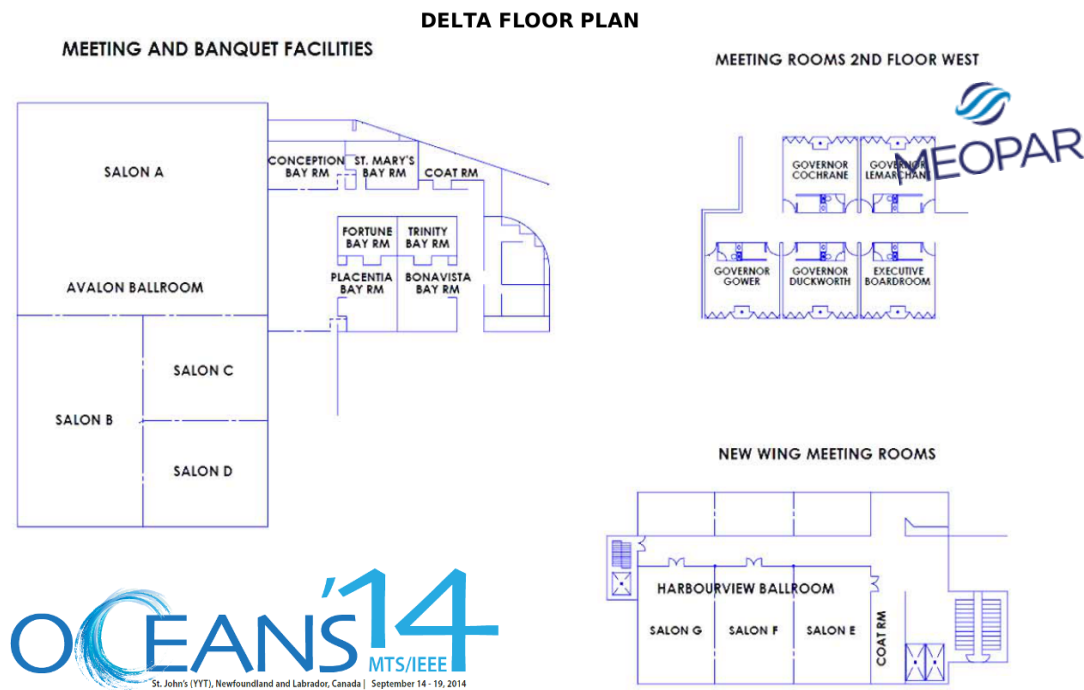 DELTA FLOOR PLAN
MEETING AND BANQUET FACILITIES
SALON A
AVALON BALLROOM
SALON B
SALON C
SALON D
CONCEPTION
BAY RM
ST. MARY'S
BAY RM
COAT RM
FORTUNE
BAY RM
TRINITY
BAY RM
PLACENTIA
BAY RM
BONAVISTA
BAY RM
MEETING ROOMS 2ND FLOOR WEST
MEOPAR
GOVERNOR
COCHRANE
GOVERNOR
LEMARCHANT
GOVERNOR
GOWER
GOVERNOR
DUCKWORTH
EXECUTIVE
BOARDROOM
NEW WING MEETING ROOMS
HARBOURVIEW BALLROOM
SALON G
SALON F
SALON E
COAT RM
OCEANS'14
MTS/IEEE
St. John's (YYT), Newfoundland and Labrador, Canada | September 14 - 19, 2014